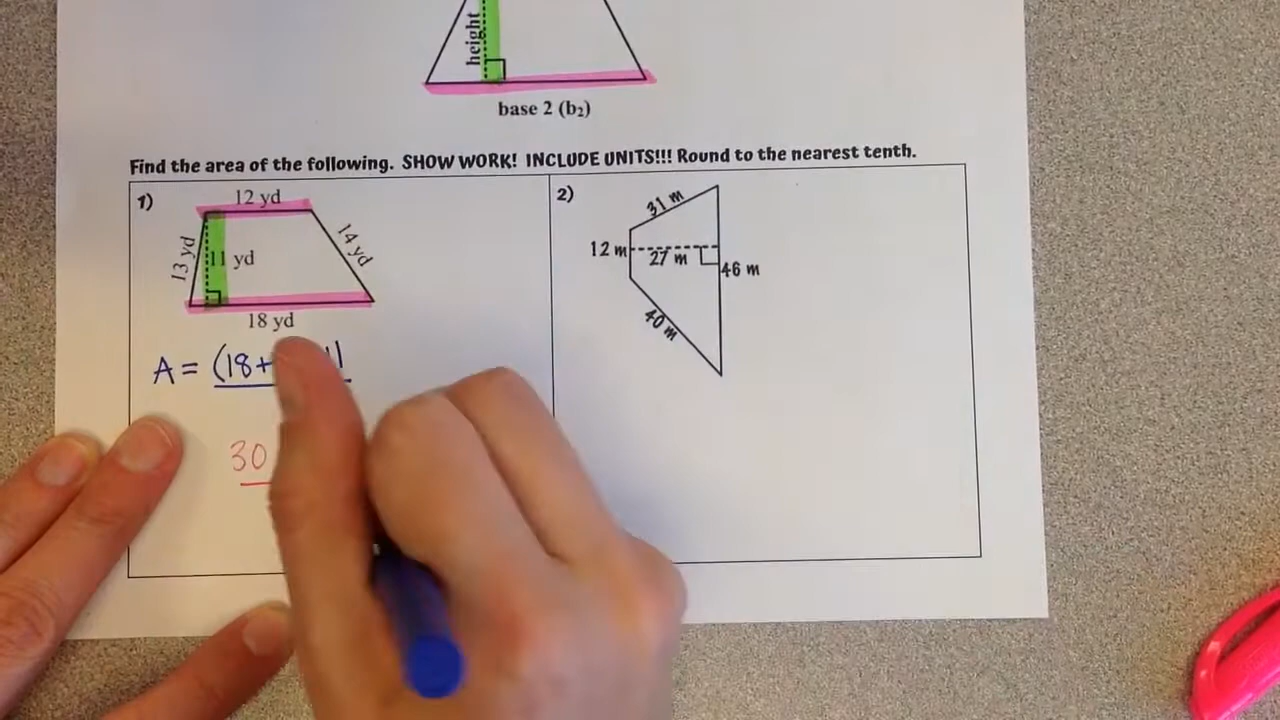 height
base 2 (b₂)
Find the area of the following. SHOW WORK! INCLUDE UNITS!!! Round to the nearest tenth.
1)
12 yd
13 yd
11 yd
14 yd
18 yd
A = (18+
30
2)
31 m
12 m
27 m
46 m
40 m